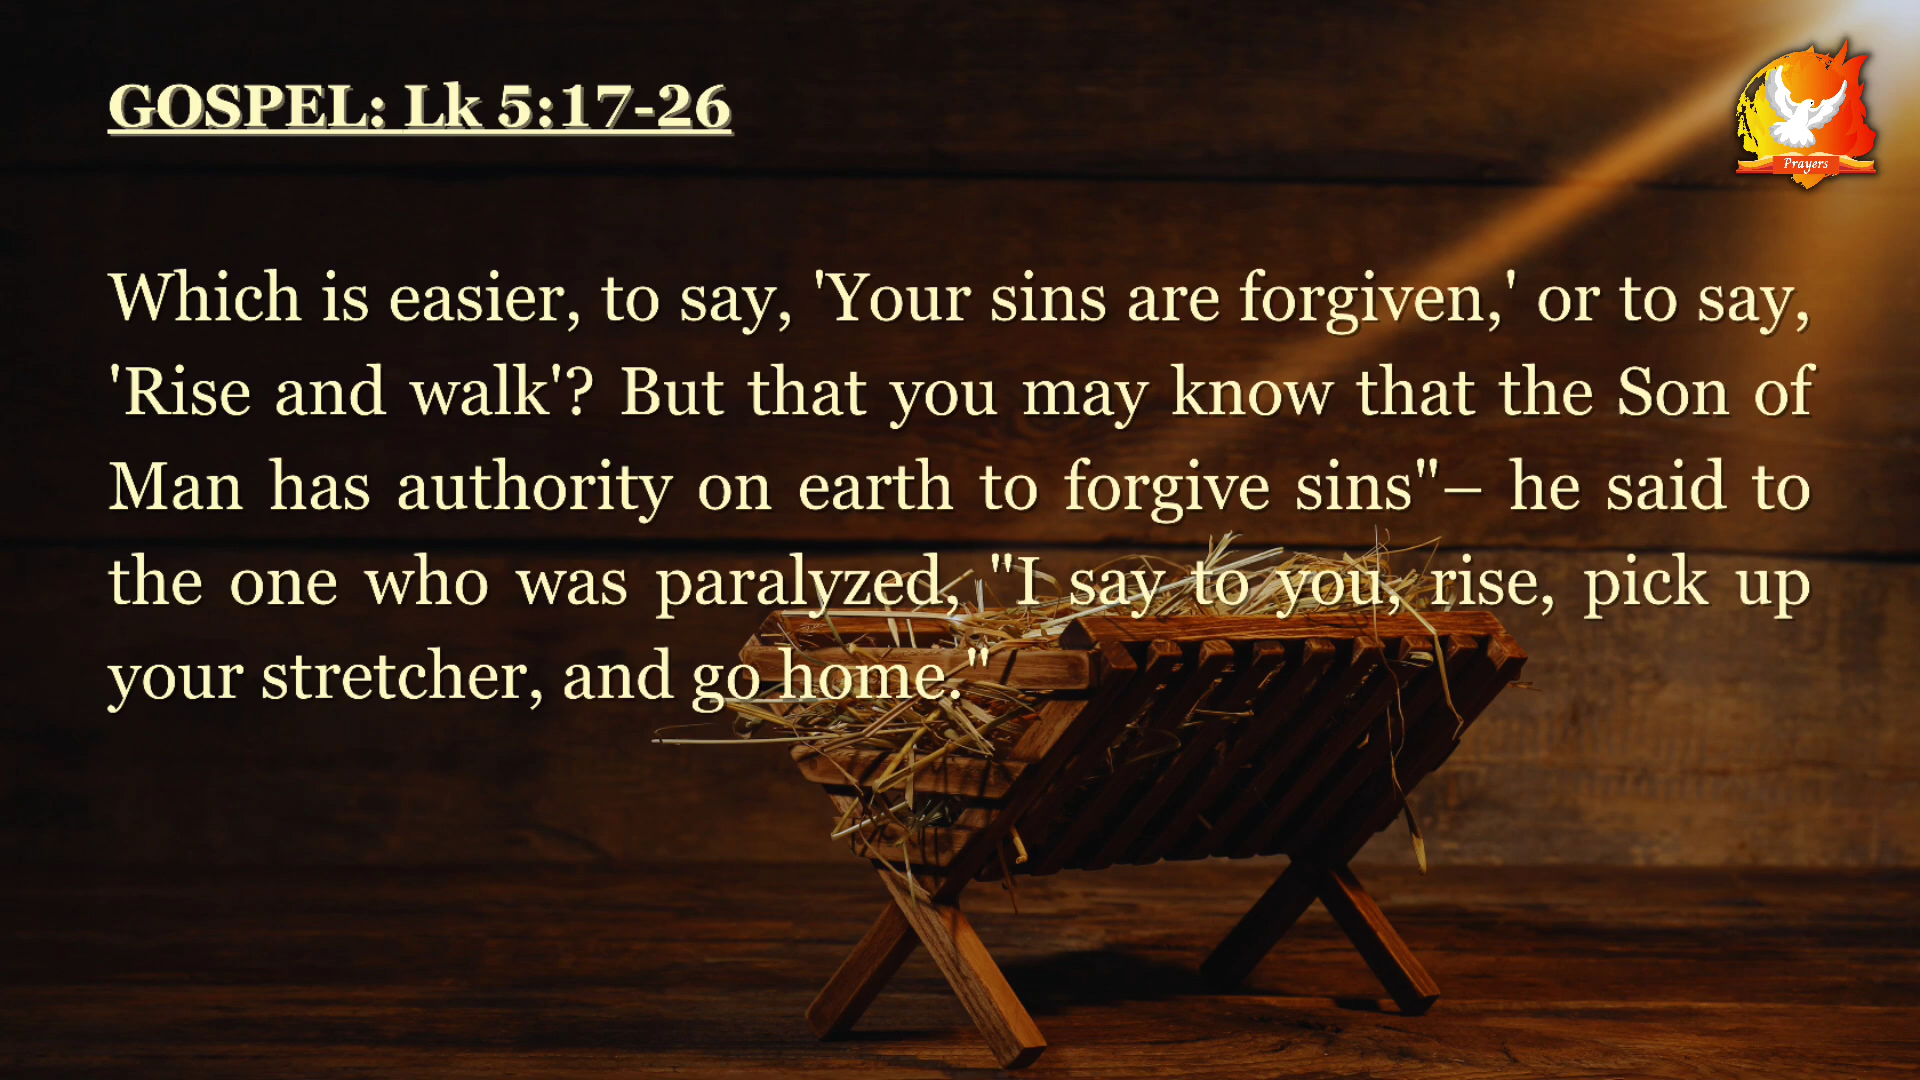 GOSPEL: Lk 5:17-26
Prayers
Which is easier, to say, 'Your sins are forgiven,' or to say,
'Rise and walk'? But that you may know that the Son of
Man has authority on earth to forgive sins"– he said to
the one who was paralyzed, "I say to you, rise, pick up
your stretcher, and go home."